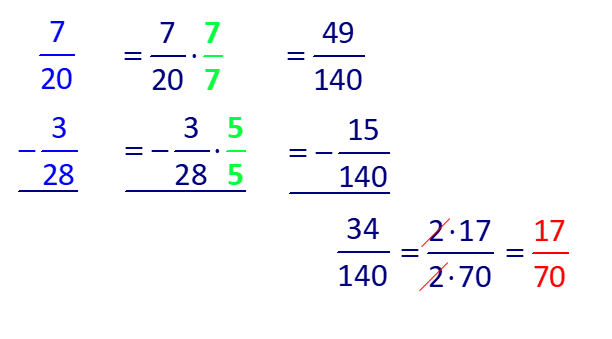 7/20 = 7/20 · 7/7 = 49/140
− 3/28 = − 3/28 · 5/5 = − 15/140
34/140 = 2·17/2·70 = 17/70